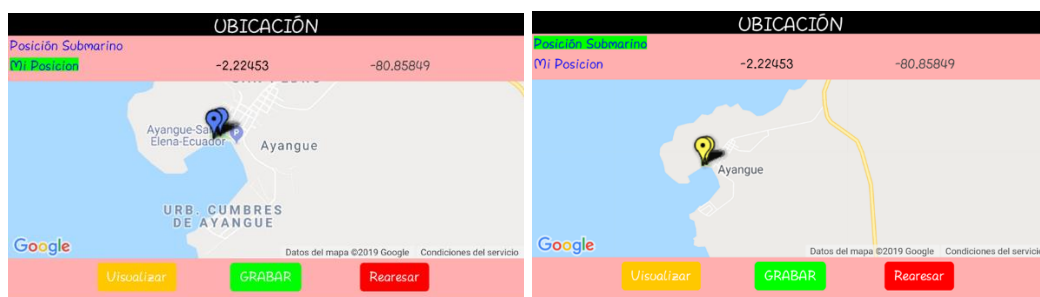 UBICACIÓN
Posición Submarino
Mi Posicion -2,22453 -80,85849
Ayangue-Sa
Elena-Ecuador
P
Ayangue
URB. CUMBRES
DE AYANGUE
Google
Datos del mapa ©2019 Google Condiciones del servicio
Visualizar GRABAR Regresar
UBICACIÓN
Posición Submarino
Mi Posicion -2,22453 -80,85849
Ayangue
Google
Datos del mapa ©2019 Google Condiciones del servicio
Visualizar GRABAR Regresar